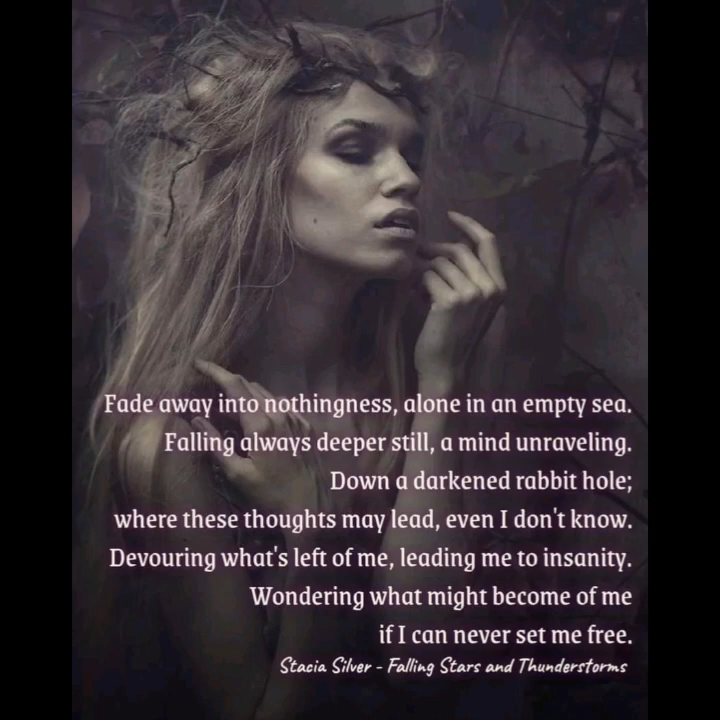 Fade away into nothingness, alone in an empty sea.
Falling always deeper still, a mind unraveling.
Down a darkened rabbit hole;
where these thoughts may lead, even I don't know.
Devouring what's left of me, leading me to insanity.
Wondering what might become of me
if I can never set me free.
Stacia Silver - Falling Stars and Thunderstorms